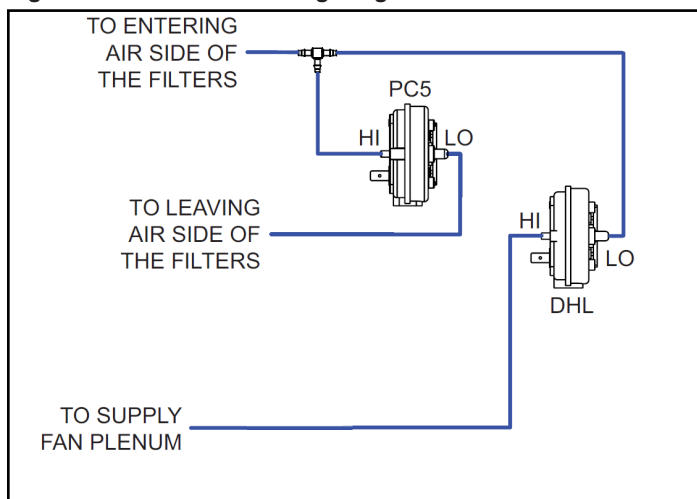 TO ENTERING
AIR SIDE OF
THE FILTERS
PC5
HI
LO
TO LEAVING
AIR SIDE OF
THE FILTERS
HI
LO
DHL
TO SUPPLY
FAN PLENUM